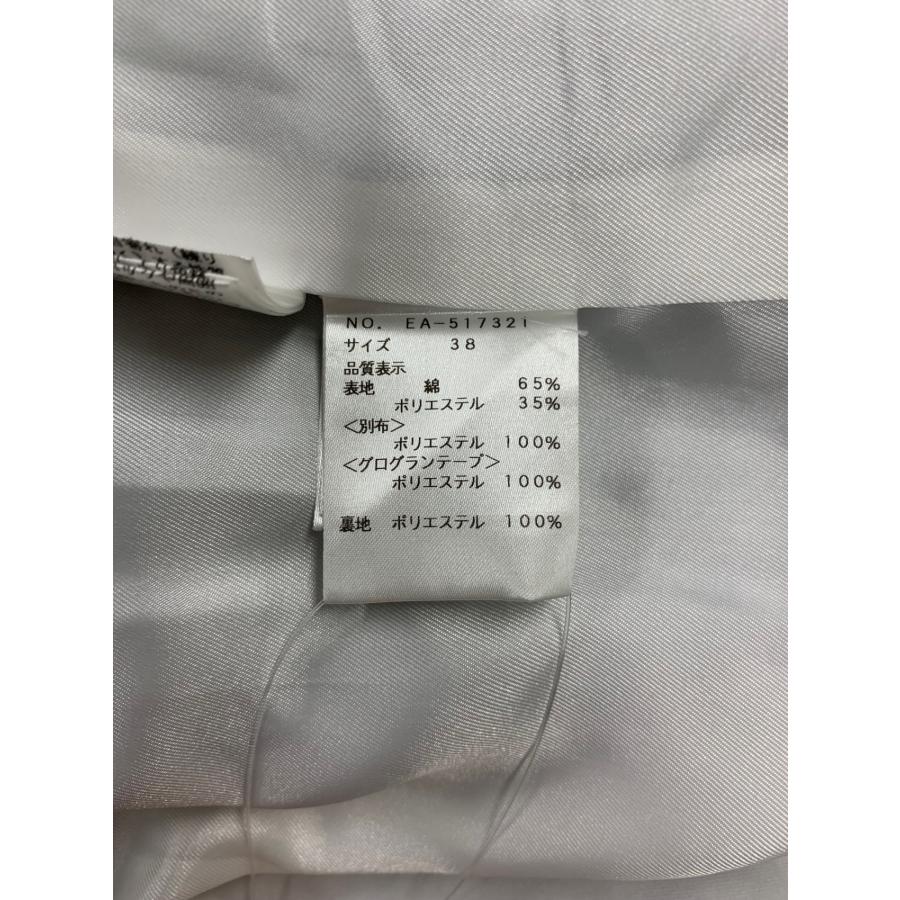 NO. EA-51732i
サイズ 38
品質表示
表地 綿 65%
ポリエステル 35%
＜別布＞
ポリエステル 100%
＜グログランテープ＞
ポリエステル 100%
裏地 ポリエステル 100%